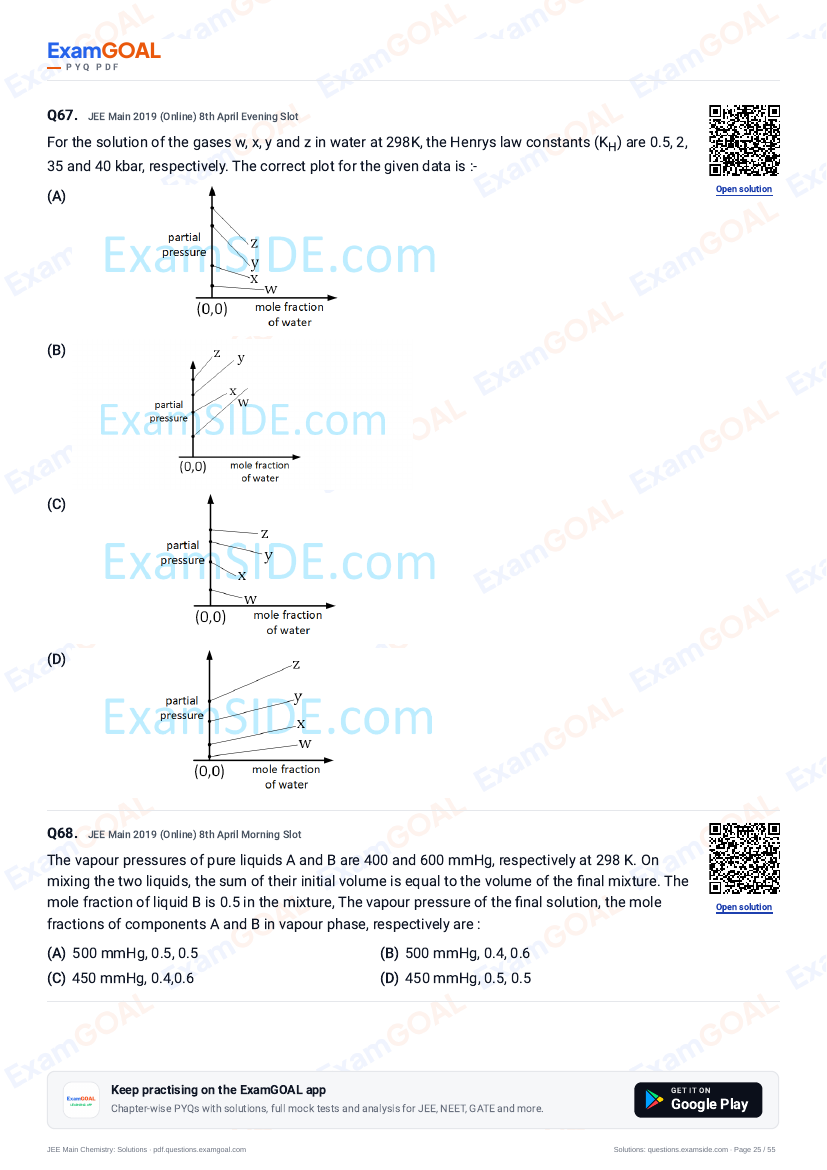 ExamGOAL
PYQ PDF
Q67. JEE Main 2019 (Online) 8th April Evening Slot
For the solution of the gases w, x, y and z in water at 298K, the Henrys law constants (KH) are 0.5, 2,
35 and 40 kbar, respectively. The correct plot for the given data is :-
Open solution
(A)
partial
pressure
z
y
x
w
(0,0)
mole fraction
of water
ExamSIDE.com
(B)
z
y
x
w
partial
pressure
(0,0)
mole fraction
of water
ExamSIDE.com
(C)
z
y
x
w
partial
pressure
(0,0)
mole fraction
of water
ExamSIDE.com
(D)
z
y
x
w
partial
pressure
(0,0)
mole fraction
of water
ExamSIDE.com
Q68. JEE Main 2019 (Online) 8th April Morning Slot
The vapour pressures of pure liquids A and B are 400 and 600 mmHg, respectively at 298 K. On
mixing the two liquids, the sum of their initial volume is equal to the volume of the final mixture. The
mole fraction of liquid B is 0.5 in the mixture, The vapour pressure of the final solution, the mole
fractions of components A and B in vapour phase, respectively are :
Open solution
(A) 500 mmHg, 0.5, 0.5 (B) 500 mmHg, 0.4, 0.6
(C) 450 mmHg, 0.4,0.6 (D) 450 mmHg, 0.5, 0.5
ExamGOAL
Keep practising on the ExamGOAL app
Chapter-wise PYQs with solutions, full mock tests and analysis for JEE, NEET, GATE and more.
GET IT ON
Google Play
JEE Main Chemistry: Solutions · pdf.questions.examgoal.com
Solutions: questions.examside.com · Page 25 / 55